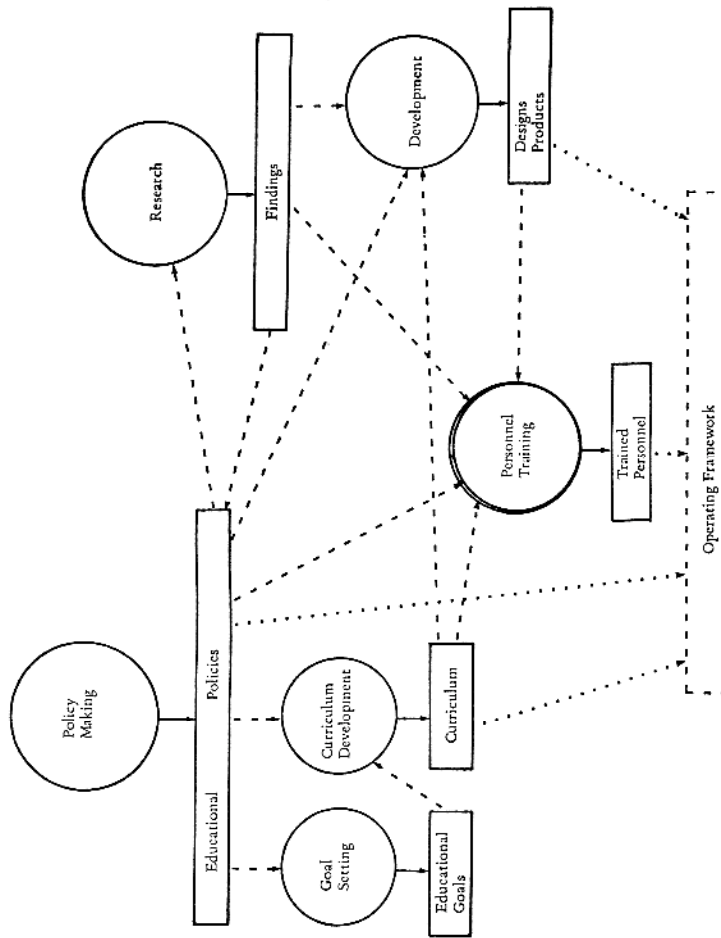 Policy
Making
Educational Policies
Goal
Setting
Educational
Goals
Curriculum
Development
Curriculum
Research
Findings
Development
Designs
Products
Personnel
Training
Trained
Personnel
Operating Framework